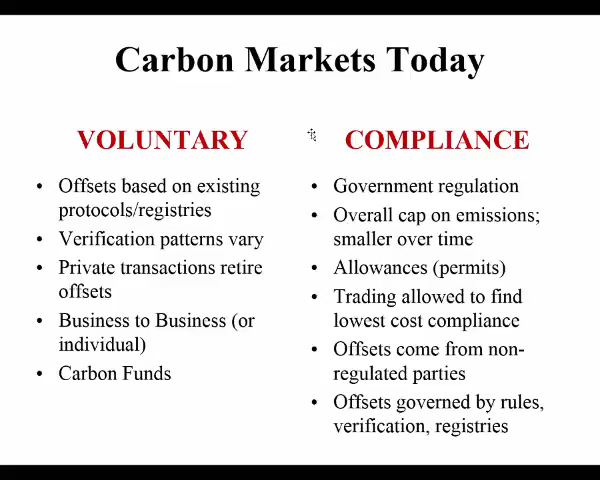 Carbon Markets Today
VOLUNTARY
• Offsets based on existing
protocols/registries
• Verification patterns vary
• Private transactions retire
offsets
• Business to Business (or
individual)
• Carbon Funds
COMPLIANCE
• Government regulation
• Overall cap on emissions;
smaller over time
• Allowances (permits)
• Trading allowed to find
lowest cost compliance
• Offsets come from non-
regulated parties
• Offsets governed by rules,
verification, registries